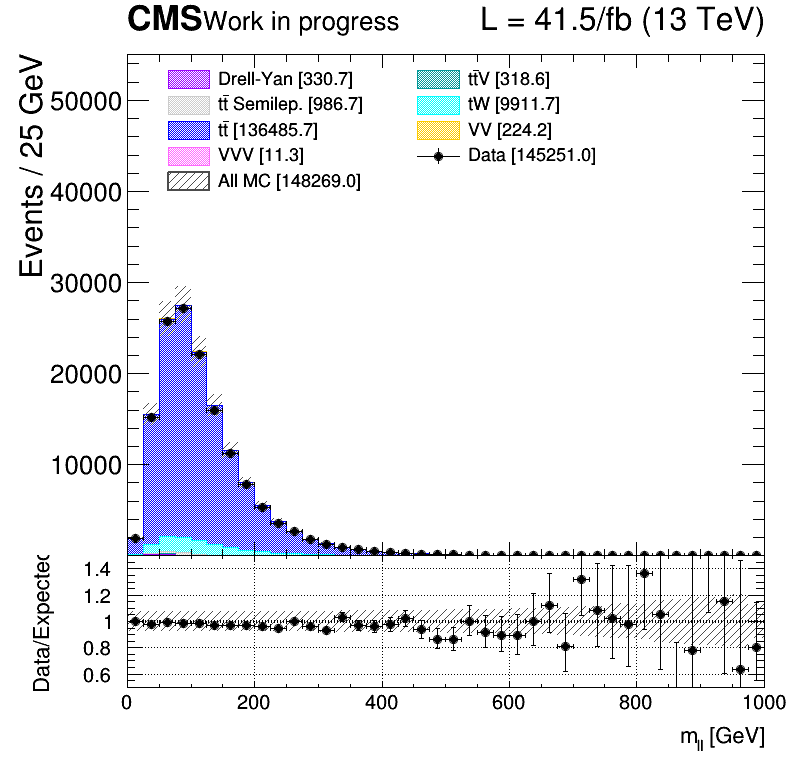 CMS Work in progress L = 41.5/fb (13 TeV)
Events / 25 GeV
50000
40000
30000
20000
10000
Drell-Yan [330.7]
tt̄ Semilep. [986.7]
tt̄ [136485.7]
VVV [11.3]
All MC [148269.0]
tt̄V [318.6]
tW [9911.7]
VV [224.2]
Data [145251.0]
Data/Expected
1.4
1.2
1
0.8
0.6
0 200 400 600 800 1000
m_ll [GeV]